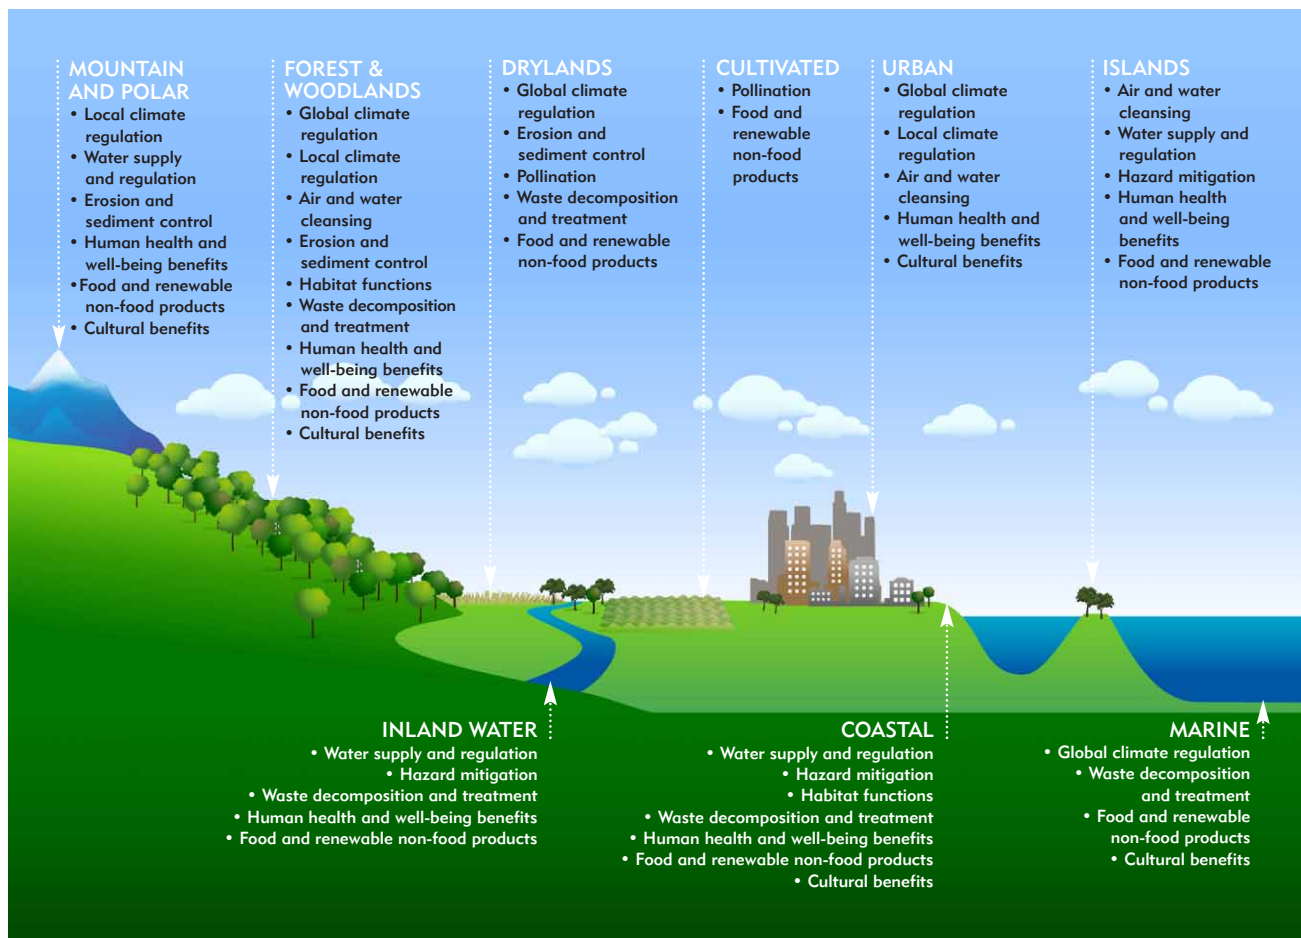 MOUNTAIN
AND POLAR
• Local climate
regulation
• Water supply
and regulation
• Erosion and
sediment control
• Human health and
well-being benefits
•Food and renewable
non-food products
• Cultural benefits
FOREST &
WOODLANDS
• Global climate
regulation
• Local climate
regulation
• Air and water
cleansing
• Erosion and
sediment control
• Habitat functions
• Waste decomposition
and treatment
• Human health and
well-being benefits
• Food and renewable
non-food products
• Cultural benefits
DRYLANDS
• Global climate
regulation
• Erosion and
sediment control
• Pollination
• Waste decomposition
and treatment
• Food and renewable
non-food products
CULTIVATED
• Pollination
• Food and
renewable
non-food
products
URBAN
• Global climate
regulation
• Local climate
regulation
• Air and water
cleansing
• Human health and
well-being benefits
• Cultural benefits
ISLANDS
• Air and water
cleansing
• Water supply and
regulation
• Hazard mitigation
• Human health
and well-being
benefits
• Food and renewable
non-food products
INLAND WATER
• Water supply and regulation
• Hazard mitigation
• Waste decomposition and treatment
• Human health and well-being benefits
• Food and renewable non-food products
COASTAL
• Water supply and regulation
• Hazard mitigation
• Habitat functions
• Waste decomposition and treatment
• Human health and well-being benefits
• Food and renewable non-food products
• Cultural benefits
MARINE
• Global climate regulation
• Waste decomposition
and treatment
• Food and renewable
non-food products
• Cultural benefits